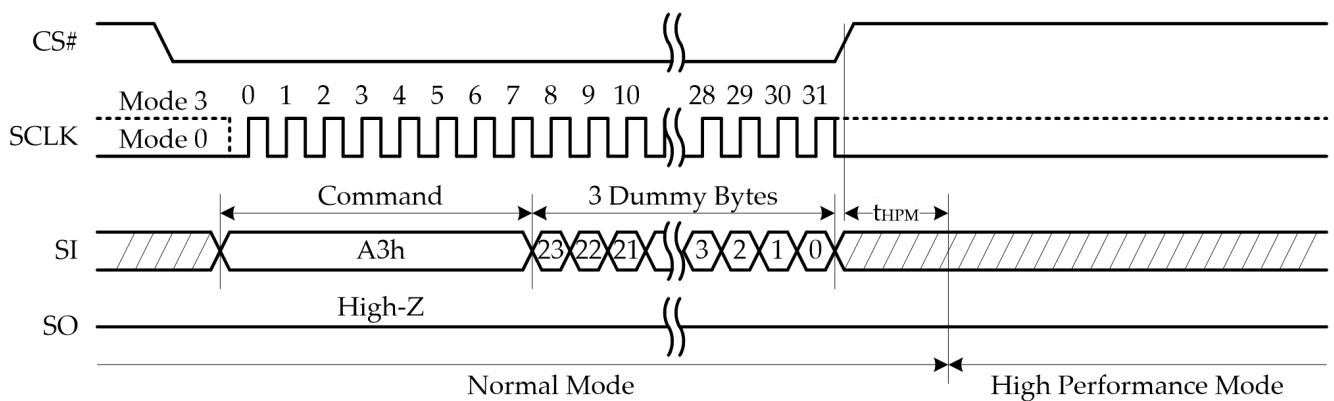 CS#
Mode 3 0 1 2 3 4 5 6 7 8 9 10 28 29 30 31
SCLK Mode 0
Command 3 Dummy Bytes tHPM
SI A3h 23 22 21 3 2 1 0
High-Z
SO
Normal Mode High Performance Mode